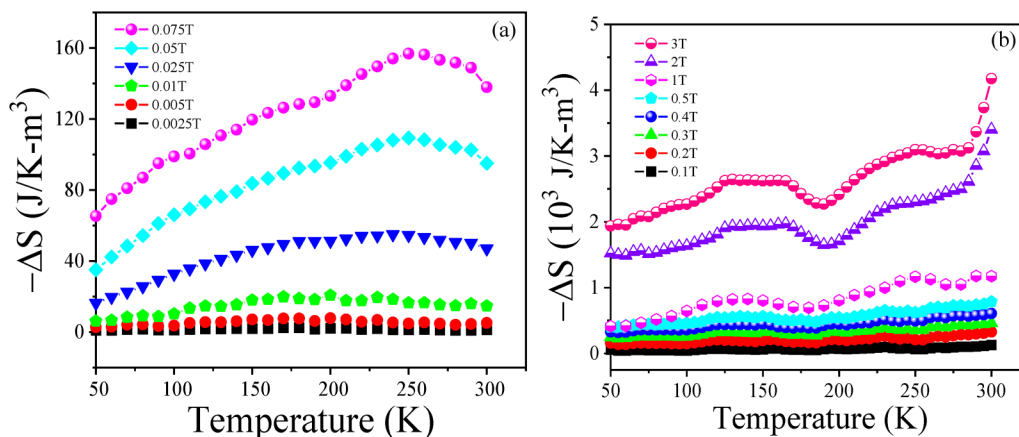 (a)
0.075T
0.05T
0.025T
0.01T
0.005T
0.0025T
160
120
80
40
0
50 100 150 200 250 300
Temperature (K)
−ΔS (J/K-m³)
(b)
3T
2T
1T
0.5T
0.4T
0.3T
0.2T
0.1T
5
4
3
2
1
0
50 100 150 200 250 300
Temperature (K)
−ΔS (10³ J/K-m³)